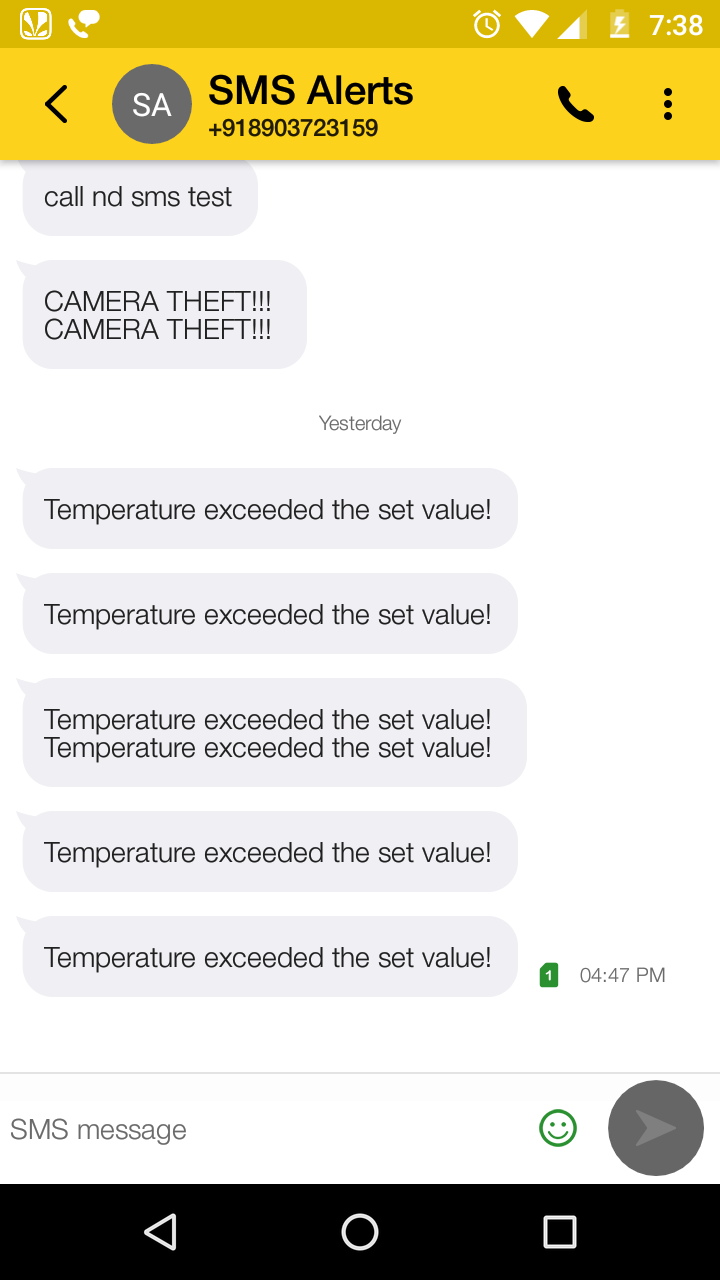 7:38
SA
SMS Alerts
+918903723159
call nd sms test
CAMERA THEFT!!!
CAMERA THEFT!!!
Yesterday
Temperature exceeded the set value!
Temperature exceeded the set value!
Temperature exceeded the set value!
Temperature exceeded the set value!
Temperature exceeded the set value!
Temperature exceeded the set value!
1 04:47 PM
SMS message